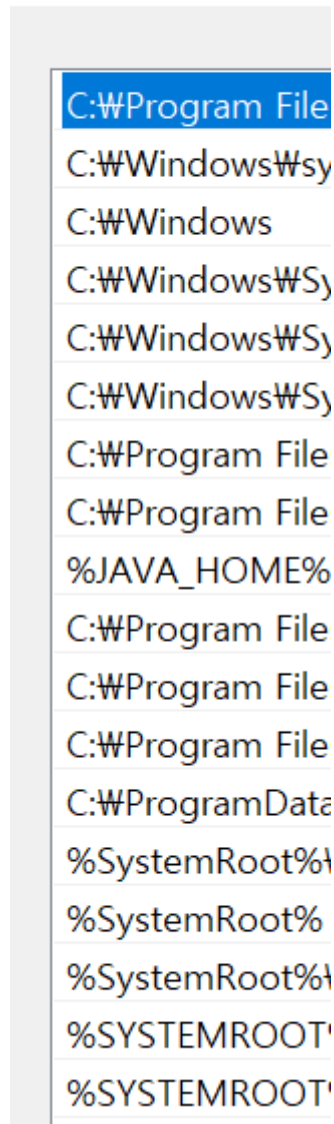 C:₩Program File
C:₩Windows₩sy
C:₩Windows
C:₩Windows₩Sy
C:₩Windows₩Sy
C:₩Windows₩Sy
C:₩Program File
C:₩Program File
%JAVA_HOME%
C:₩Program File
C:₩Program File
C:₩Program File
C:₩ProgramData
%SystemRoot%₩
%SystemRoot%
%SystemRoot%₩
%SYSTEMROOT%
%SYSTEMROOT%